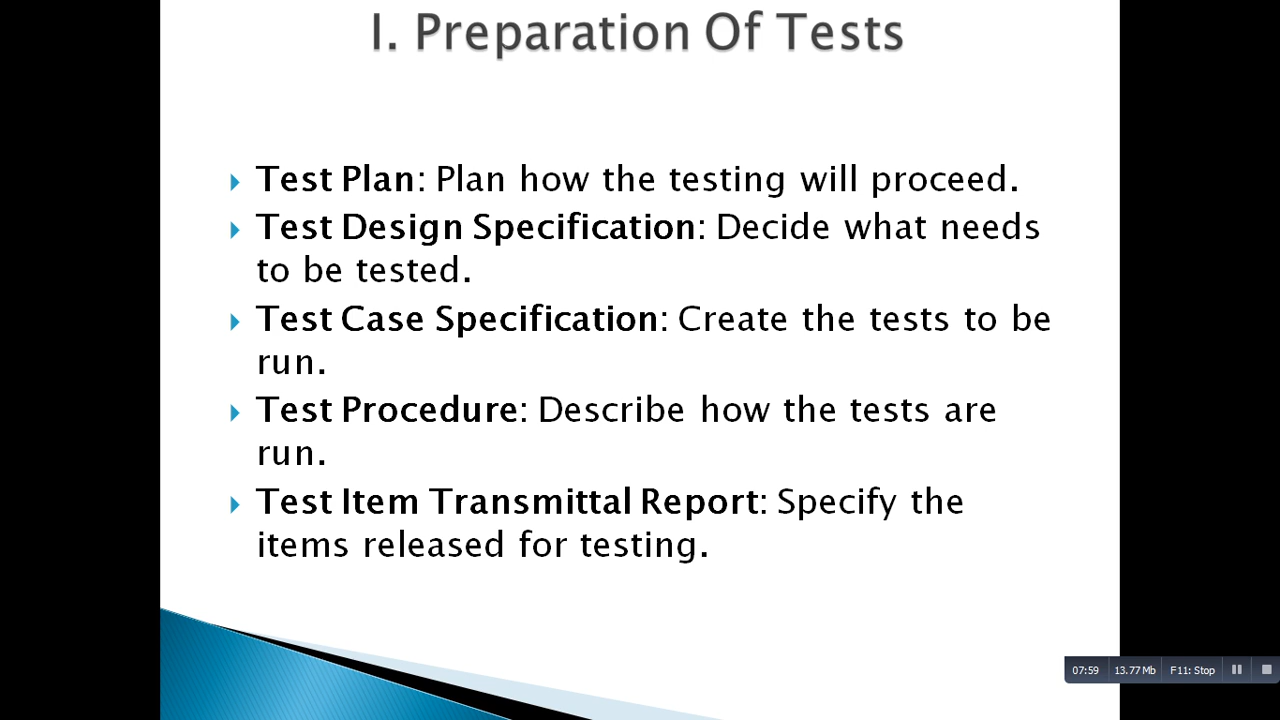 I. Preparation Of Tests
Test Plan: Plan how the testing will proceed.
Test Design Specification: Decide what needs
to be tested.
Test Case Specification: Create the tests to be
run.
Test Procedure: Describe how the tests are
run.
Test Item Transmittal Report: Specify the
items released for testing.
07:59 13.77 Mb F11: Stop